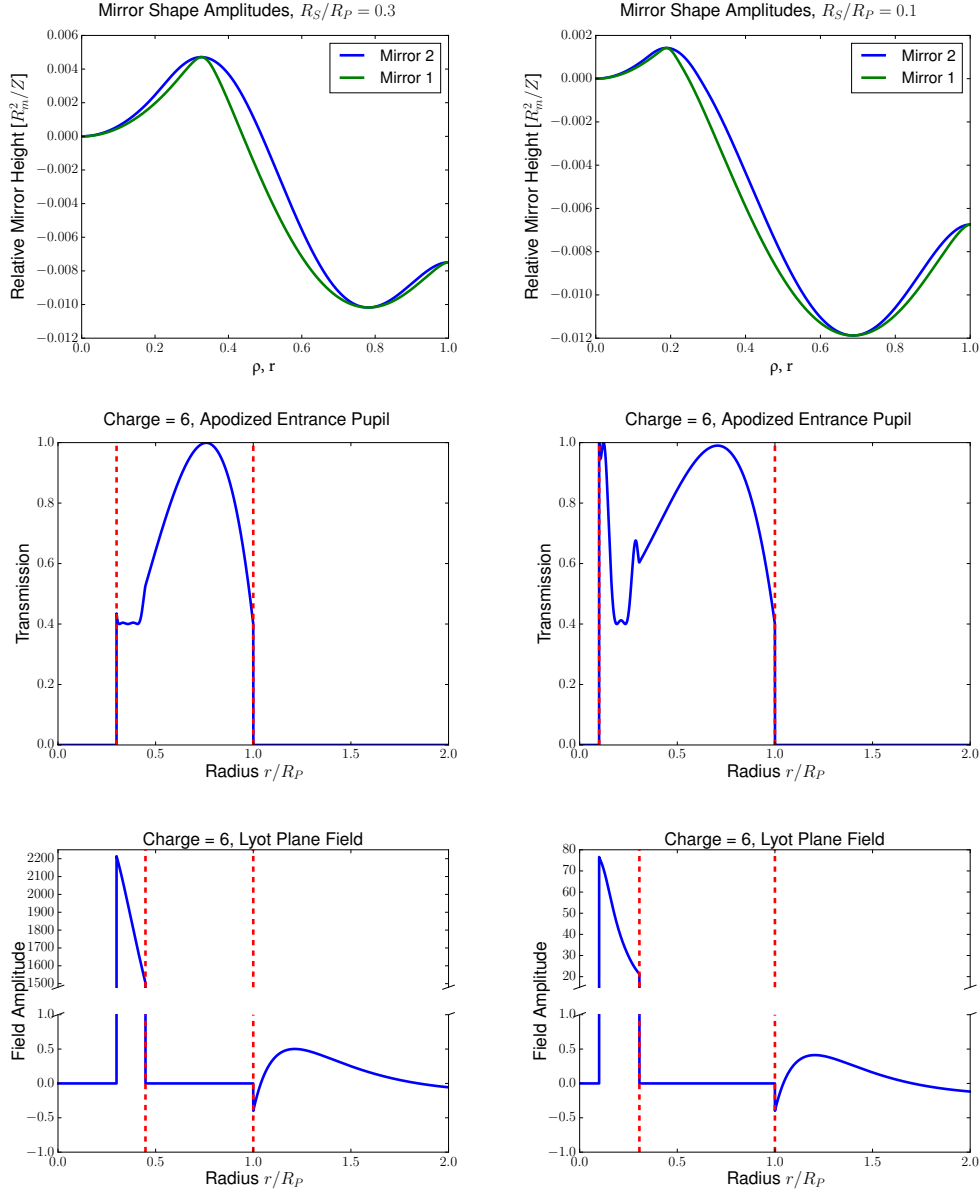 Mirror Shape Amplitudes, $R_S/R_P = 0.3$
0.006
0.004
0.002
0.000
−0.002
−0.004
−0.006
−0.008
−0.010
−0.012
Relative Mirror Height [$R_m^2/Z$]
Mirror 2
Mirror 1
0.0 0.2 0.4 0.6 0.8 1.0
ρ, r
Mirror Shape Amplitudes, $R_S/R_P = 0.1$
0.002
0.000
−0.002
−0.004
−0.006
−0.008
−0.010
−0.012
Relative Mirror Height [$R_m^2/Z$]
Mirror 2
Mirror 1
0.0 0.2 0.4 0.6 0.8 1.0
ρ, r
Charge = 6, Apodized Entrance Pupil
1.0
0.8
0.6
0.4
0.2
0.0
Transmission
0.0 0.5 1.0 1.5 2.0
Radius $r/R_P$
Charge = 6, Apodized Entrance Pupil
1.0
0.8
0.6
0.4
0.2
0.0
Transmission
0.0 0.5 1.0 1.5 2.0
Radius $r/R_P$
Charge = 6, Lyot Plane Field
2200
2100
2000
1900
1800
1700
1600
1500
1.0
0.5
0.0
−0.5
−1.0
Field Amplitude
0.0 0.5 1.0 1.5 2.0
Radius $r/R_P$
Charge = 6, Lyot Plane Field
80
70
60
50
40
30
20
1.0
0.5
0.0
−0.5
−1.0
Field Amplitude
0.0 0.5 1.0 1.5 2.0
Radius $r/R_P$